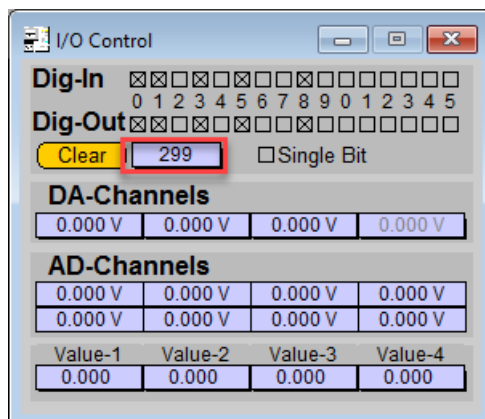 I/O Control
Dig-In
0 1 2 3 4 5 6 7 8 9 0 1 2 3 4 5
Dig-Out
Clear 299 Single Bit
DA-Channels
0.000 V 0.000 V 0.000 V 0.000 V
AD-Channels
0.000 V 0.000 V 0.000 V 0.000 V
0.000 V 0.000 V 0.000 V 0.000 V
Value-1 Value-2 Value-3 Value-4
0.000 0.000 0.000 0.000